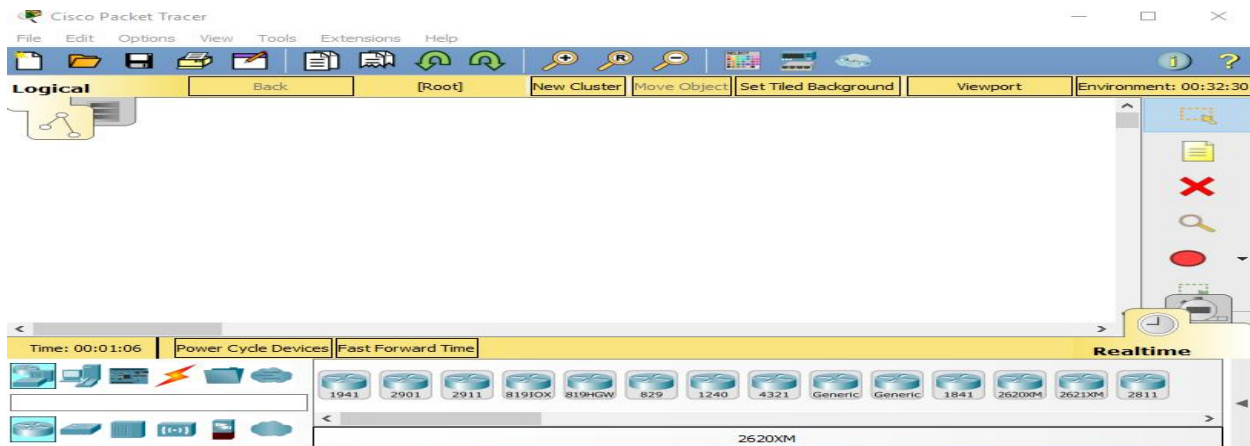 Cisco Packet Tracer
File Edit Options View Tools Extensions Help
Logical Back [Root] New Cluster Move Object Set Tiled Background Viewport Environment: 00:32:30
Time: 00:01:06 Power Cycle Devices Fast Forward Time Realtime
1941 2901 2911 819IOX 819HGW 829 1240 4321 Generic Generic 1841 2620XM 2621XM 2811
2620XM